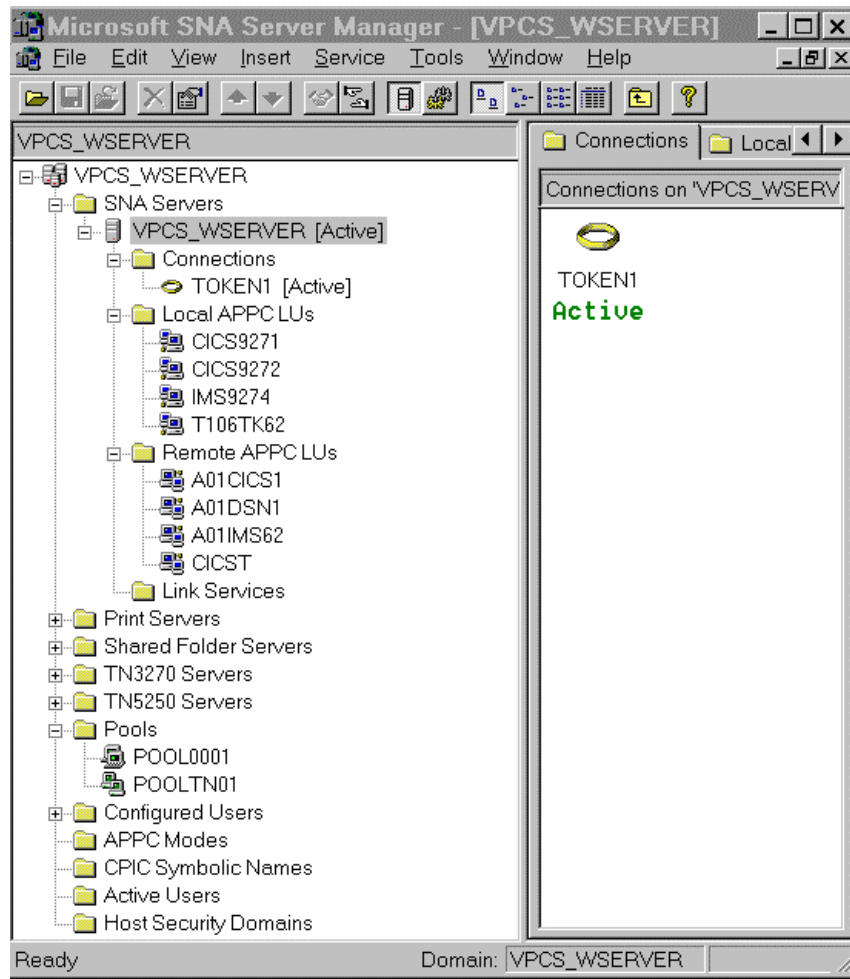 Microsoft SNA Server Manager - [VPCS_WSERVER]
File Edit View Insert Service Tools Window Help
VPCS_WSERVER
Connections Local
VPCS_WSERVER
SNA Servers
VPCS_WSERVER [Active]
Connections
TOKEN1 [Active]
Local APPC LUs
CICS9271
CICS9272
IMS9274
T106TK62
Remote APPC LUs
A01CICS1
A01DSN1
A01IMS62
CICST
Link Services
Print Servers
Shared Folder Servers
TN3270 Servers
TN5250 Servers
Pools
POOL0001
POOLTN01
Configured Users
APPC Modes
CPIC Symbolic Names
Active Users
Host Security Domains
Connections on 'VPCS_WSERV
TOKEN1
Active
Ready
Domain: VPCS_WSERVER